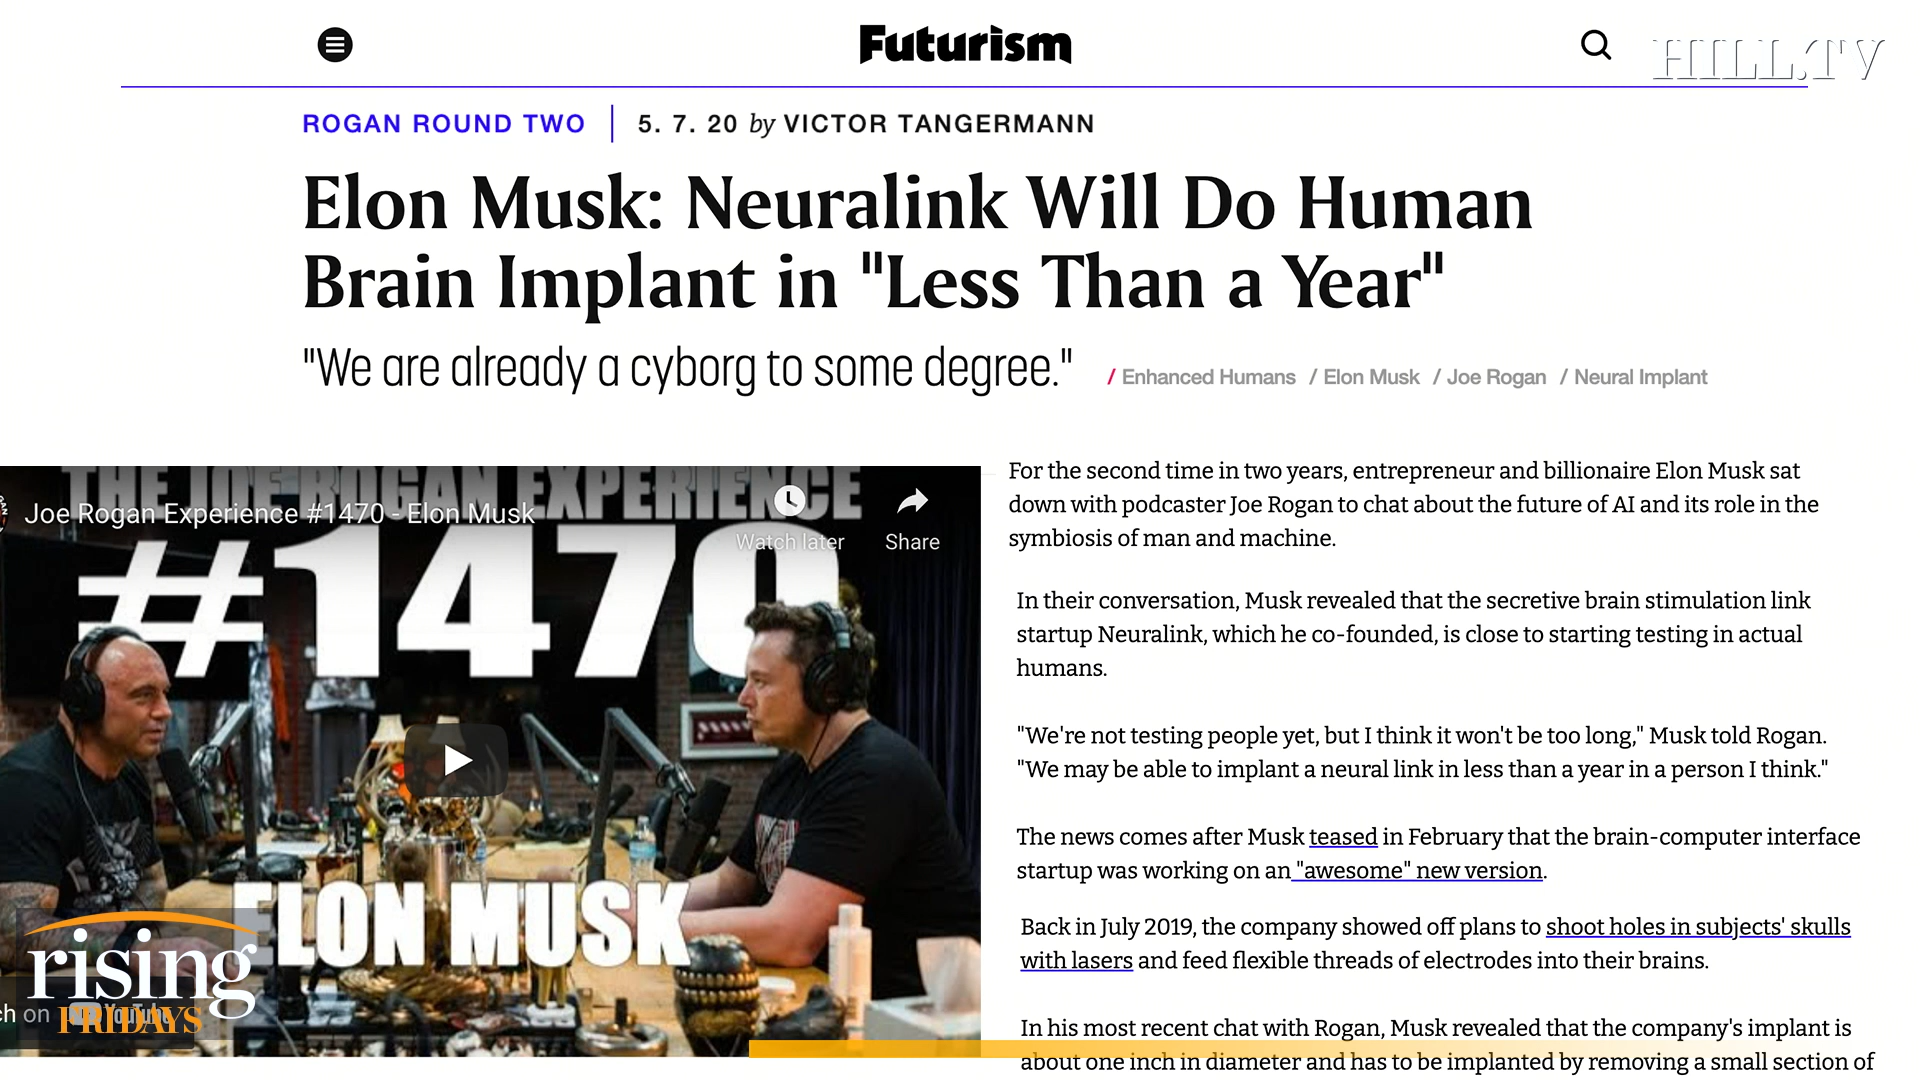 Futurism
HILL.TV
ROGAN ROUND TWO
5. 7. 20 by VICTOR TANGERMANN
Elon Musk: Neuralink Will Do Human
Brain Implant in "Less Than a Year"
"We are already a cyborg to some degree."
/ Enhanced Humans / Elon Musk / Joe Rogan / Neural Implant
THE JOE ROGAN EXPERIENCE
Joe Rogan Experience #1470 - Elon Musk
Watch later
Share
#1470
ELON MUSK
rising
FRIDAYS
ch on YouTube
For the second time in two years, entrepreneur and billionaire Elon Musk sat
down with podcaster Joe Rogan to chat about the future of AI and its role in the
symbiosis of man and machine.
In their conversation, Musk revealed that the secretive brain stimulation link
startup Neuralink, which he co-founded, is close to starting testing in actual
humans.
"We're not testing people yet, but I think it won't be too long," Musk told Rogan.
"We may be able to implant a neural link in less than a year in a person I think."
The news comes after Musk teased in February that the brain-computer interface
startup was working on an "awesome" new version.
Back in July 2019, the company showed off plans to shoot holes in subjects' skulls
with lasers and feed flexible threads of electrodes into their brains.
In his most recent chat with Rogan, Musk revealed that the company's implant is
about one inch in diameter and has to be implanted by removing a small section of